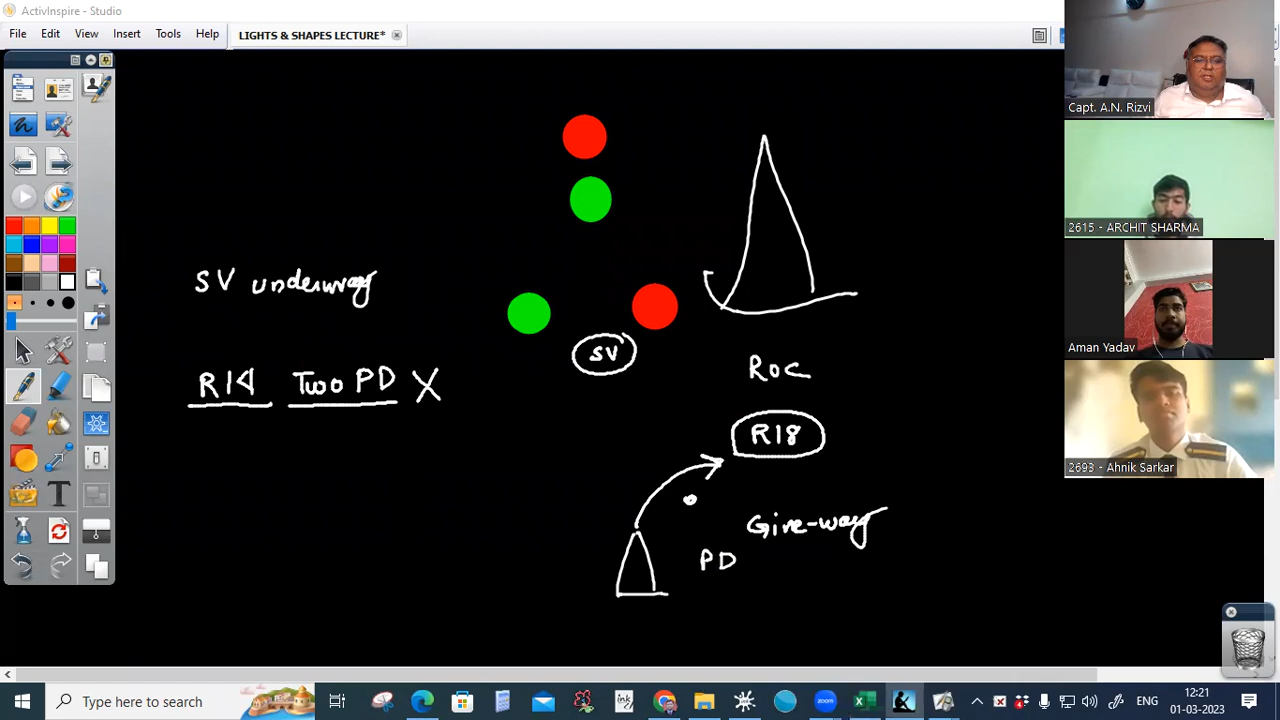 ActivInspire - Studio
File Edit View Insert Tools Help
LIGHTS & SHAPES LECTURE*
SV underway
R14 Two PD X
SV
ROC
R18
Give-way
PD
Capt. A.N. Rizvi
2615 - ARCHIT SHARMA
Aman Yadav
2693 - Ahnik Sarkar
Type here to search
zoom
ink
ENG
12:21
01-03-2023